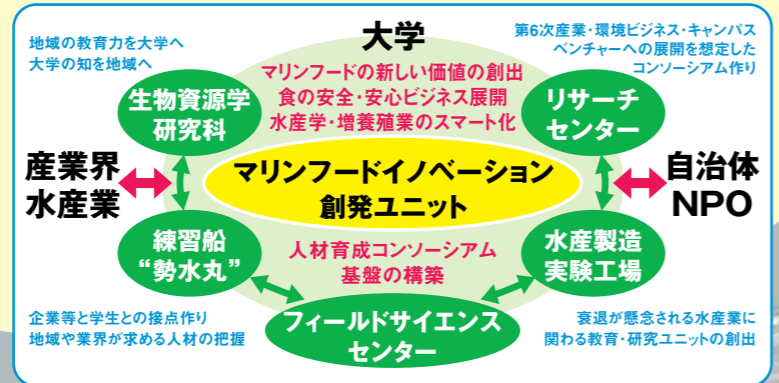 地域の教育力を大学へ
大学の知を地域へ
大学
第6次産業・環境ビジネス・キャンパス
ベンチャーへの展開を想定した
コンソーシアム作り
マリンフードの新しい価値の創出
食の安全・安心ビジネス展開
水産学・増養殖業のスマート化
生物資源学
研究科
リサーチ
センター
産業界
水産業
マリンフードイノベーション
創発ユニット
自治体
NPO
練習船
“勢水丸”
人材育成コンソーシアム
基盤の構築
水産製造
実験工場
企業等と学生との接点作り
地域や業界が求める人材の把握
フィールドサイエンス
センター
衰退が懸念される水産業に
関わる教育・研究ユニットの創出